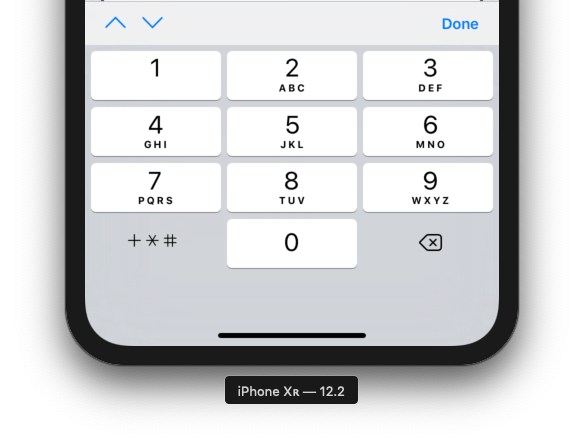 Done
1 2 3
ABC DEF
4 5 6
GHI JKL MNO
7 8 9
PQRS TUV WXYZ
+*# 0
iPhone XR — 12.2